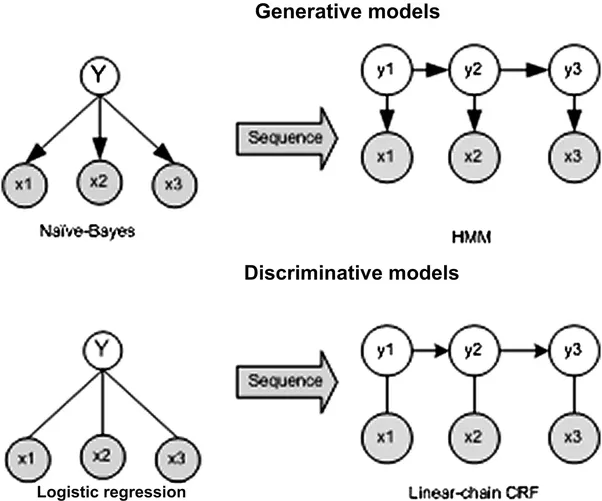 Generative models
Y
x1 x2 x3
Naïve-Bayes
Sequence
y1 y2 y3
x1 x2 x3
HMM
Discriminative models
Y
x1 x2 x3
Logistic regression
Sequence
y1 y2 y3
x1 x2 x3
Linear-chain CRF